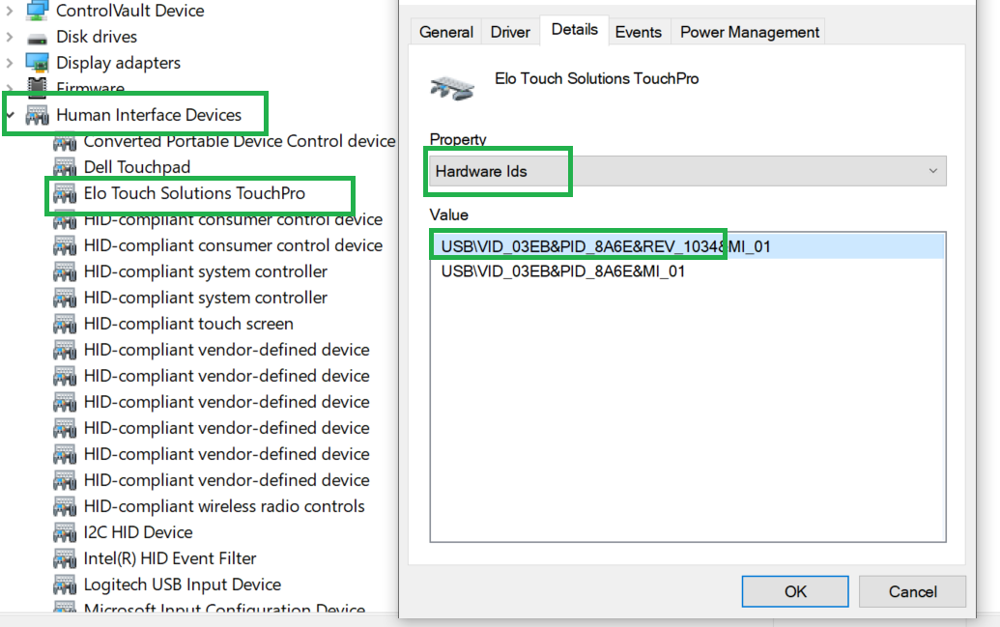 ControlVault Device
Disk drives
Display adapters
Firmware
Human Interface Devices
Converted Portable Device Control device
Dell Touchpad
Elo Touch Solutions TouchPro
HID-compliant consumer control device
HID-compliant consumer control device
HID-compliant system controller
HID-compliant system controller
HID-compliant touch screen
HID-compliant vendor-defined device
HID-compliant vendor-defined device
HID-compliant vendor-defined device
HID-compliant vendor-defined device
HID-compliant vendor-defined device
HID-compliant vendor-defined device
HID-compliant wireless radio controls
I2C HID Device
Intel(R) HID Event Filter
Logitech USB Input Device
Microsoft Input Configuration Device
General Driver Details Events Power Management
Elo Touch Solutions TouchPro
Property
Hardware Ids
Value
USB\VID_03EB&PID_8A6E&REV_1034&MI_01
USB\VID_03EB&PID_8A6E&MI_01
OK Cancel